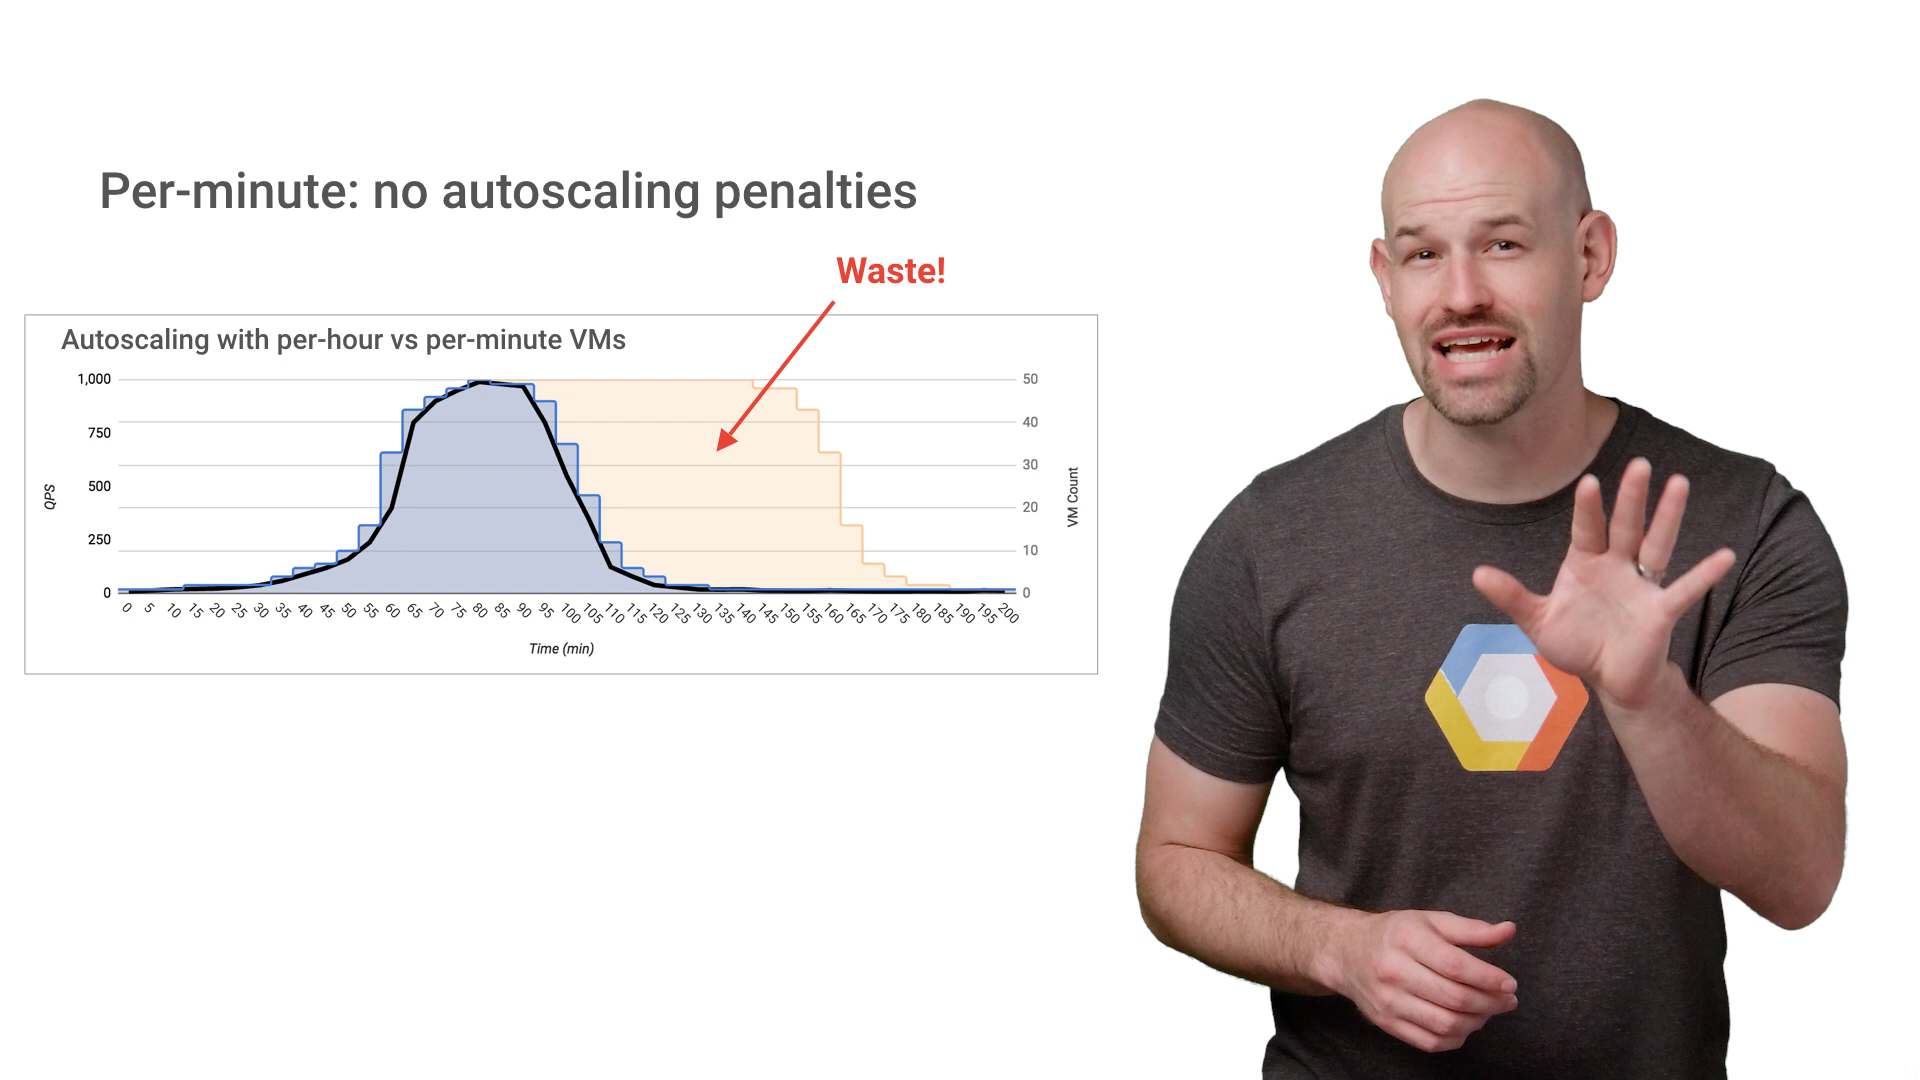 Per-minute: no autoscaling penalties
Waste!
Autoscaling with per-hour vs per-minute VMs
1,000
750
500
250
0
QPS
50
40
30
20
10
0
VM Count
0 5 10 15 20 25 30 35 40 45 50 55 60 65 70 75 80 85 90 95 100 105 110 115 120 125 130 135 140 145 150 155 160 165 170 175 180 185 190 195 200
Time (min)